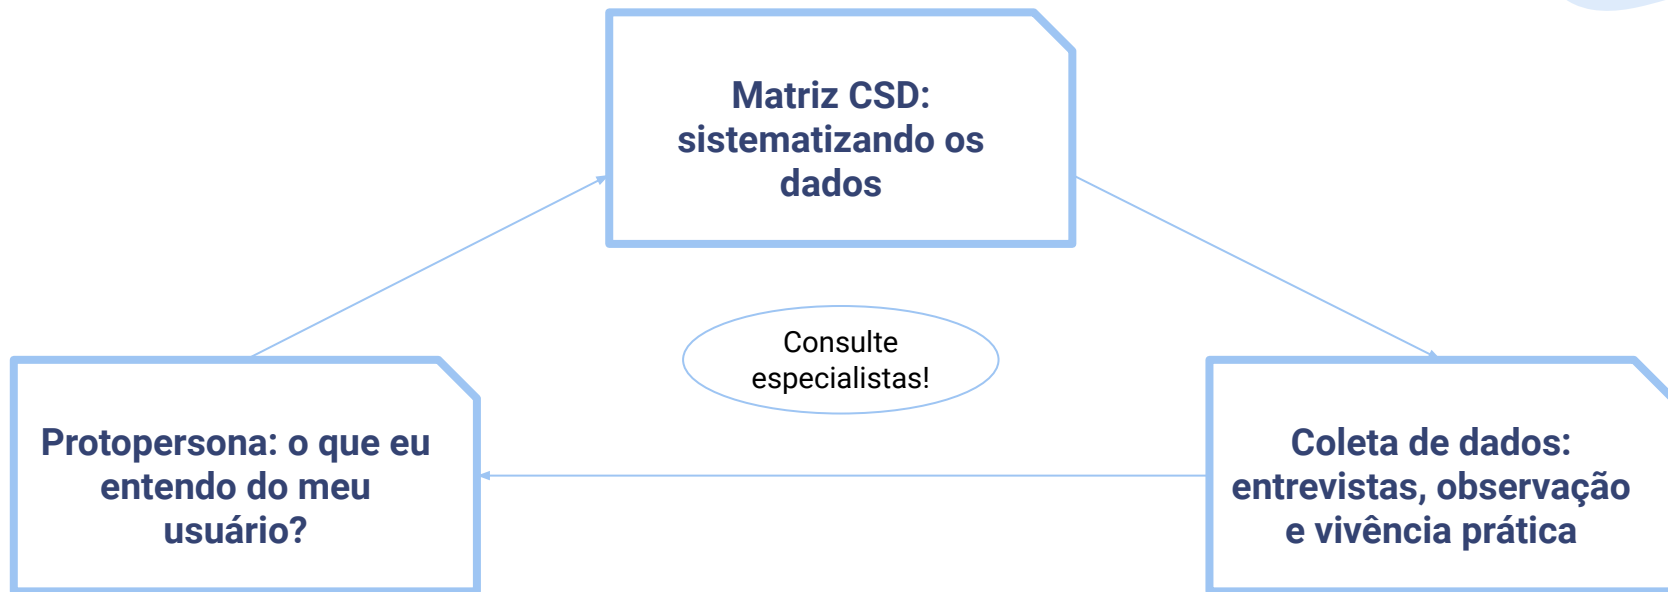 Matriz CSD:
sistematizando os
dados
Consulte
especialistas!
Protopersona: o que eu
entendo do meu
usuário?
Coleta de dados:
entrevistas, observação
e vivência prática